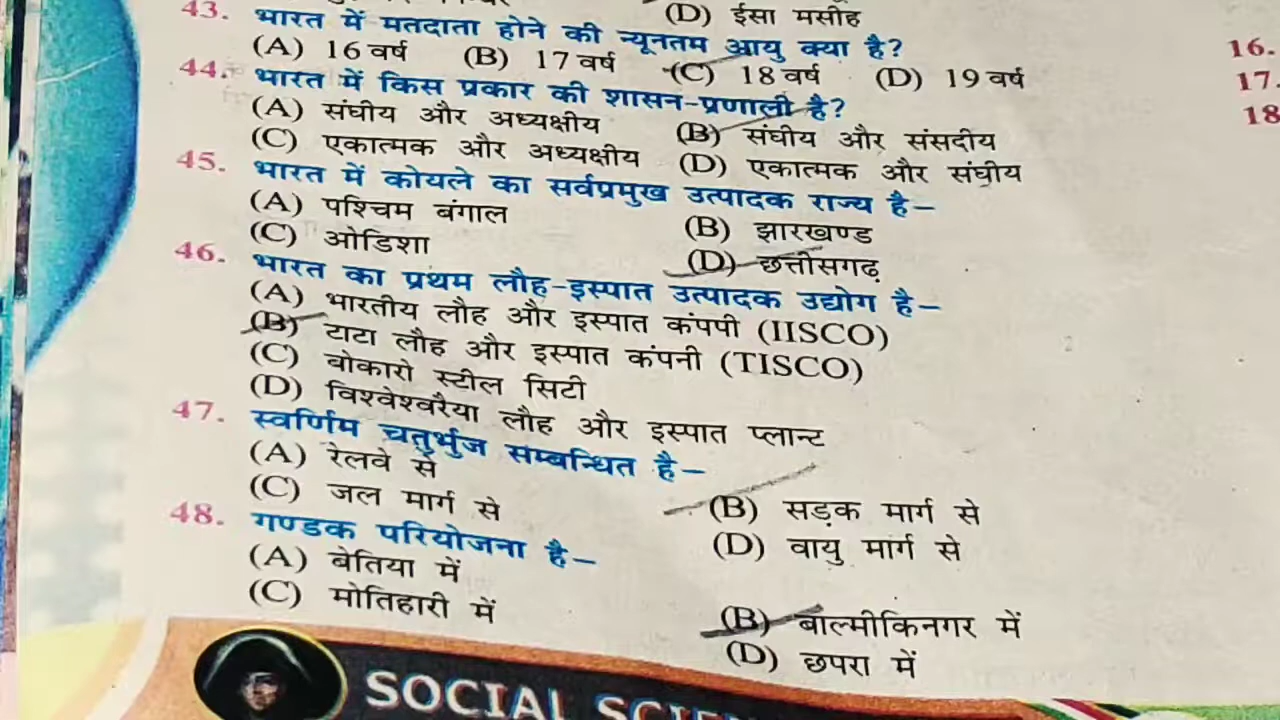 (D) ईसा मसीह
43. भारत में मतदाता होने की न्यूनतम आयु क्या है?
(A) 16 वर्ष (B) 17 वर्ष (C) 18 वर्ष (D) 19 वर्ष
44. भारत में किस प्रकार की शासन-प्रणाली है?
(A) संघीय और अध्यक्षीय (B) संघीय और संसदीय
(C) एकात्मक और अध्यक्षीय (D) एकात्मक और संघीय
45. भारत में कोयले का सर्वप्रमुख उत्पादक राज्य है–
(A) पश्चिम बंगाल (B) झारखण्ड
(C) ओडिशा (D) छत्तीसगढ़
46. भारत का प्रथम लौह-इस्पात उत्पादक उद्योग है–
(A) भारतीय लौह और इस्पात कंपपी (IISCO)
(B) टाटा लौह और इस्पात कंपनी (TISCO)
(C) बोकारो स्टील सिटी
(D) विश्वेश्वरैया लौह और इस्पात प्लान्ट
47. स्वर्णिम चतुर्भुज सम्बन्धित है–
(A) रेलवे से (B) सड़क मार्ग से
(C) जल मार्ग से (D) वायु मार्ग से
48. गण्डक परियोजना है–
(A) बेतिया में (B) बाल्मीकिनगर में
(C) मोतिहारी में (D) छपरा में
16.
17.
18
SOCIAL